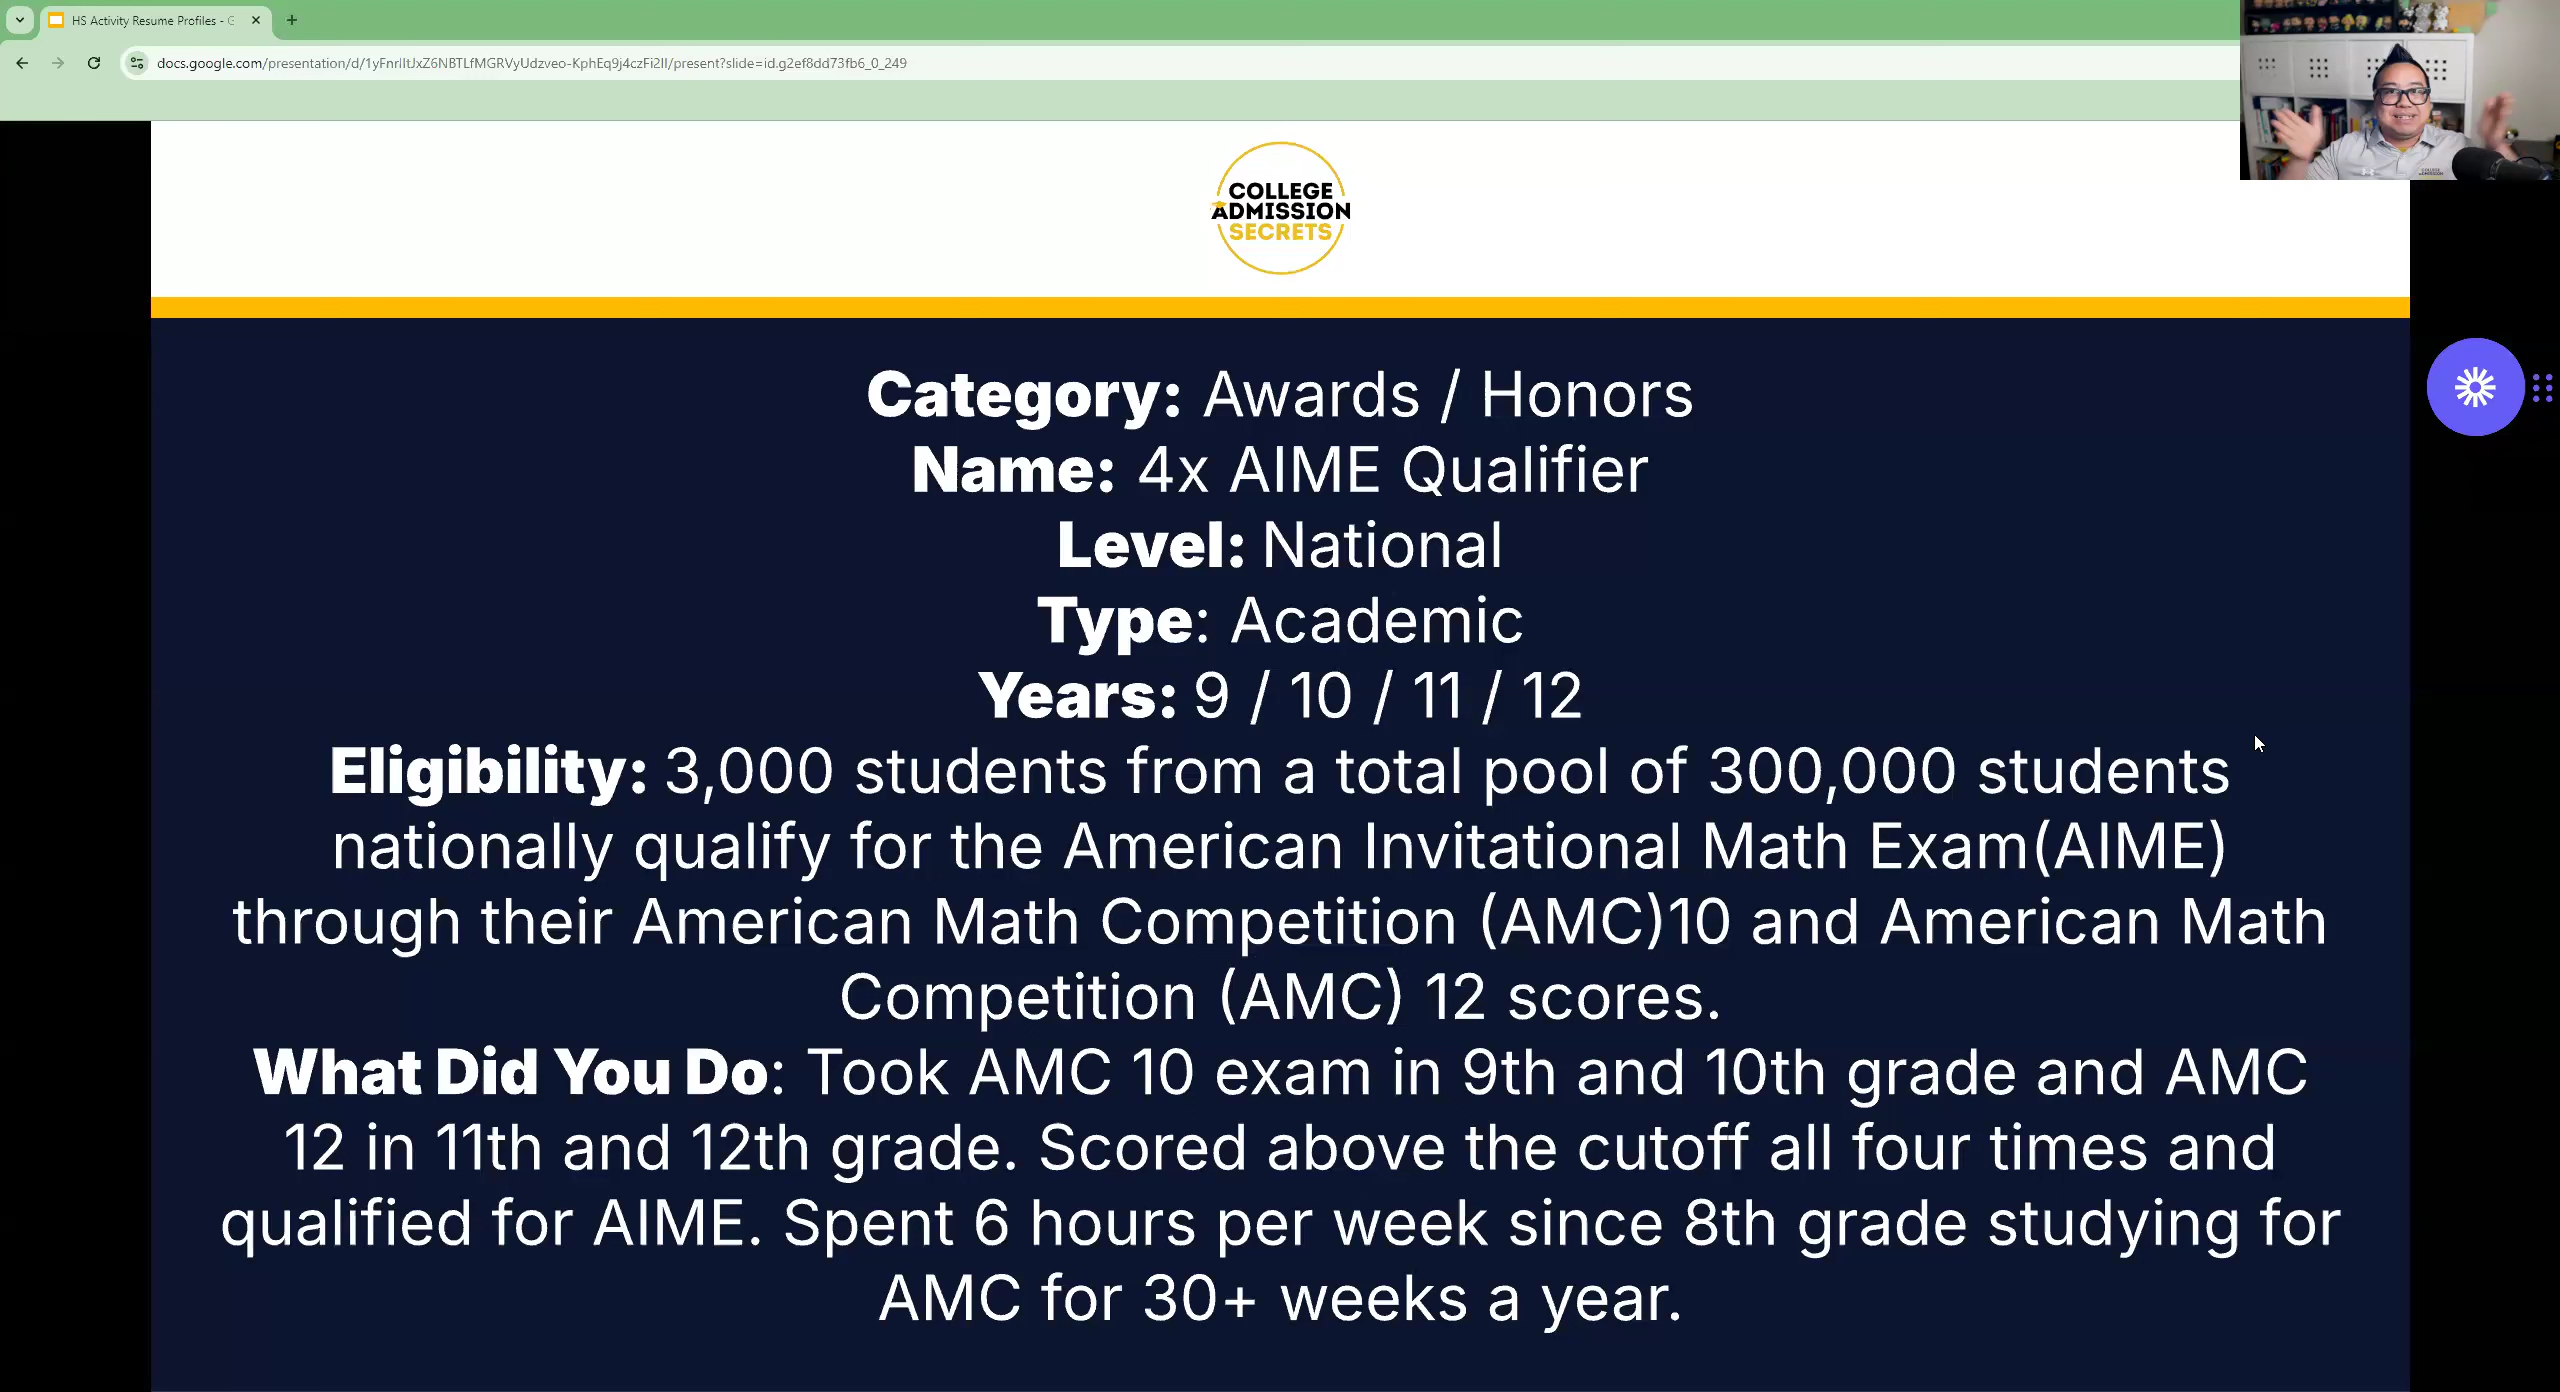 HS Activity Resume Profiles - G
docs.google.com/presentation/d/1yFnrlltJxZ6NBTLfMGRVyUdzveo-KphEq9j4czFi2lI/present?slide=id.g2ef8dd73fb6_0_249
COLLEGE
ADMISSION
SECRETS
Category: Awards / Honors
Name: 4x AIME Qualifier
Level: National
Type: Academic
Years: 9 / 10 / 11 / 12
Eligibility: 3,000 students from a total pool of 300,000 students
nationally qualify for the American Invitational Math Exam(AIME)
through their American Math Competition (AMC)10 and American Math
Competition (AMC) 12 scores.
What Did You Do: Took AMC 10 exam in 9th and 10th grade and AMC
12 in 11th and 12th grade. Scored above the cutoff all four times and
qualified for AIME. Spent 6 hours per week since 8th grade studying for
AMC for 30+ weeks a year.